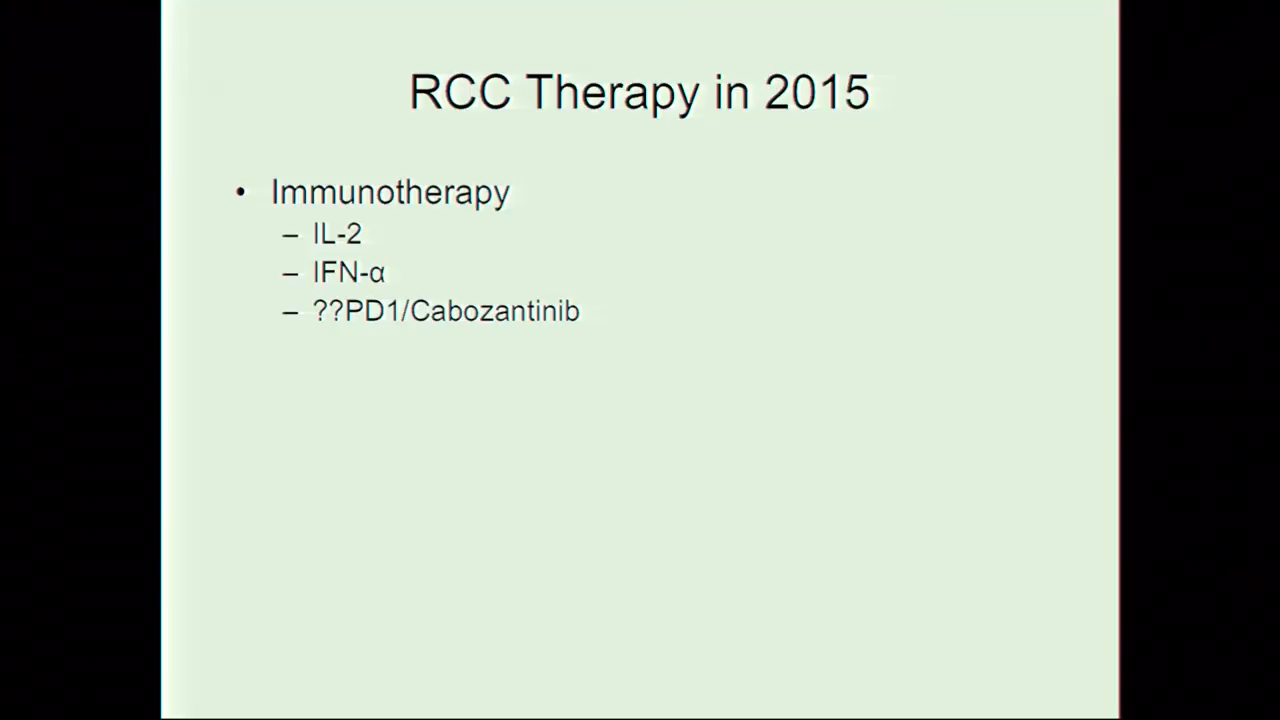 RCC Therapy in 2015
• Immunotherapy
– IL-2
– IFN-α
– ??PD1/Cabozantinib